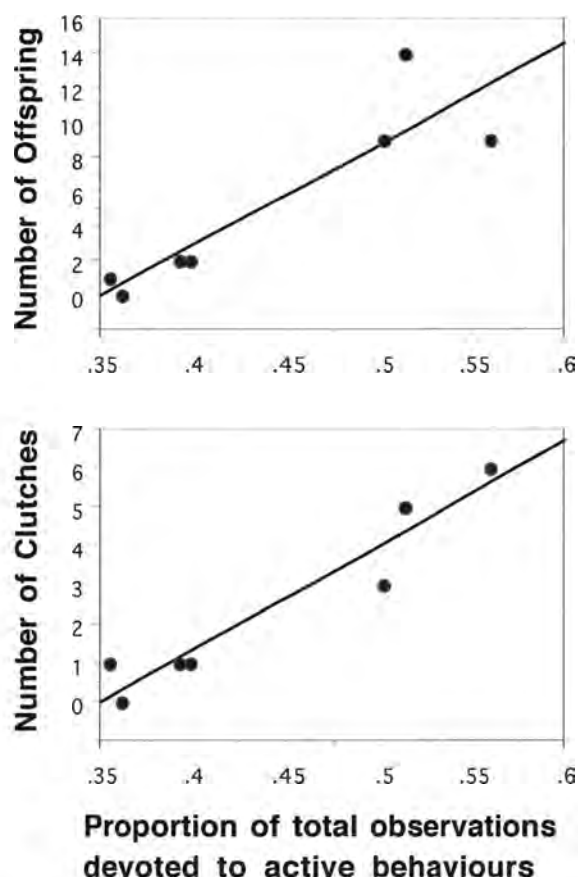 Number of Offspring
16
14
12
10
8
6
4
2
0
.35 .4 .45 .5 .55 .6
Number of Clutches
7
6
5
4
3
2
1
0
.35 .4 .45 .5 .55 .6
Proportion of total observations
devoted to active behaviours